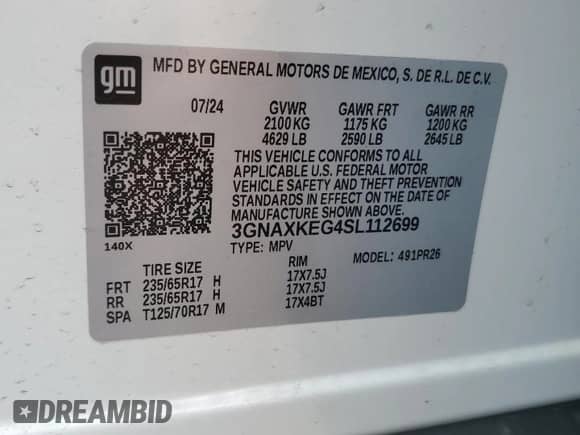 gm
MFD BY GENERAL MOTORS DE MEXICO, S. DE R.L. DE C.V.
07/24 GVWR GAWR FRT GAWR RR
2100 KG 1175 KG 1200 KG
4629 LB 2590 LB 2645 LB
THIS VEHICLE CONFORMS TO ALL
APPLICABLE U.S. FEDERAL MOTOR
VEHICLE SAFETY AND THEFT PREVENTION
STANDARDS IN EFFECT ON THE DATE OF
MANUFACTURE SHOWN ABOVE.
3GNAXKEG4SL112699
140X
TYPE: MPV MODEL: 491PR26
TIRE SIZE RIM
FRT 235/65R17 H 17X7.5J
RR 235/65R17 H 17X7.5J
SPA T125/70R17 M 17X4BT
DREAMBID